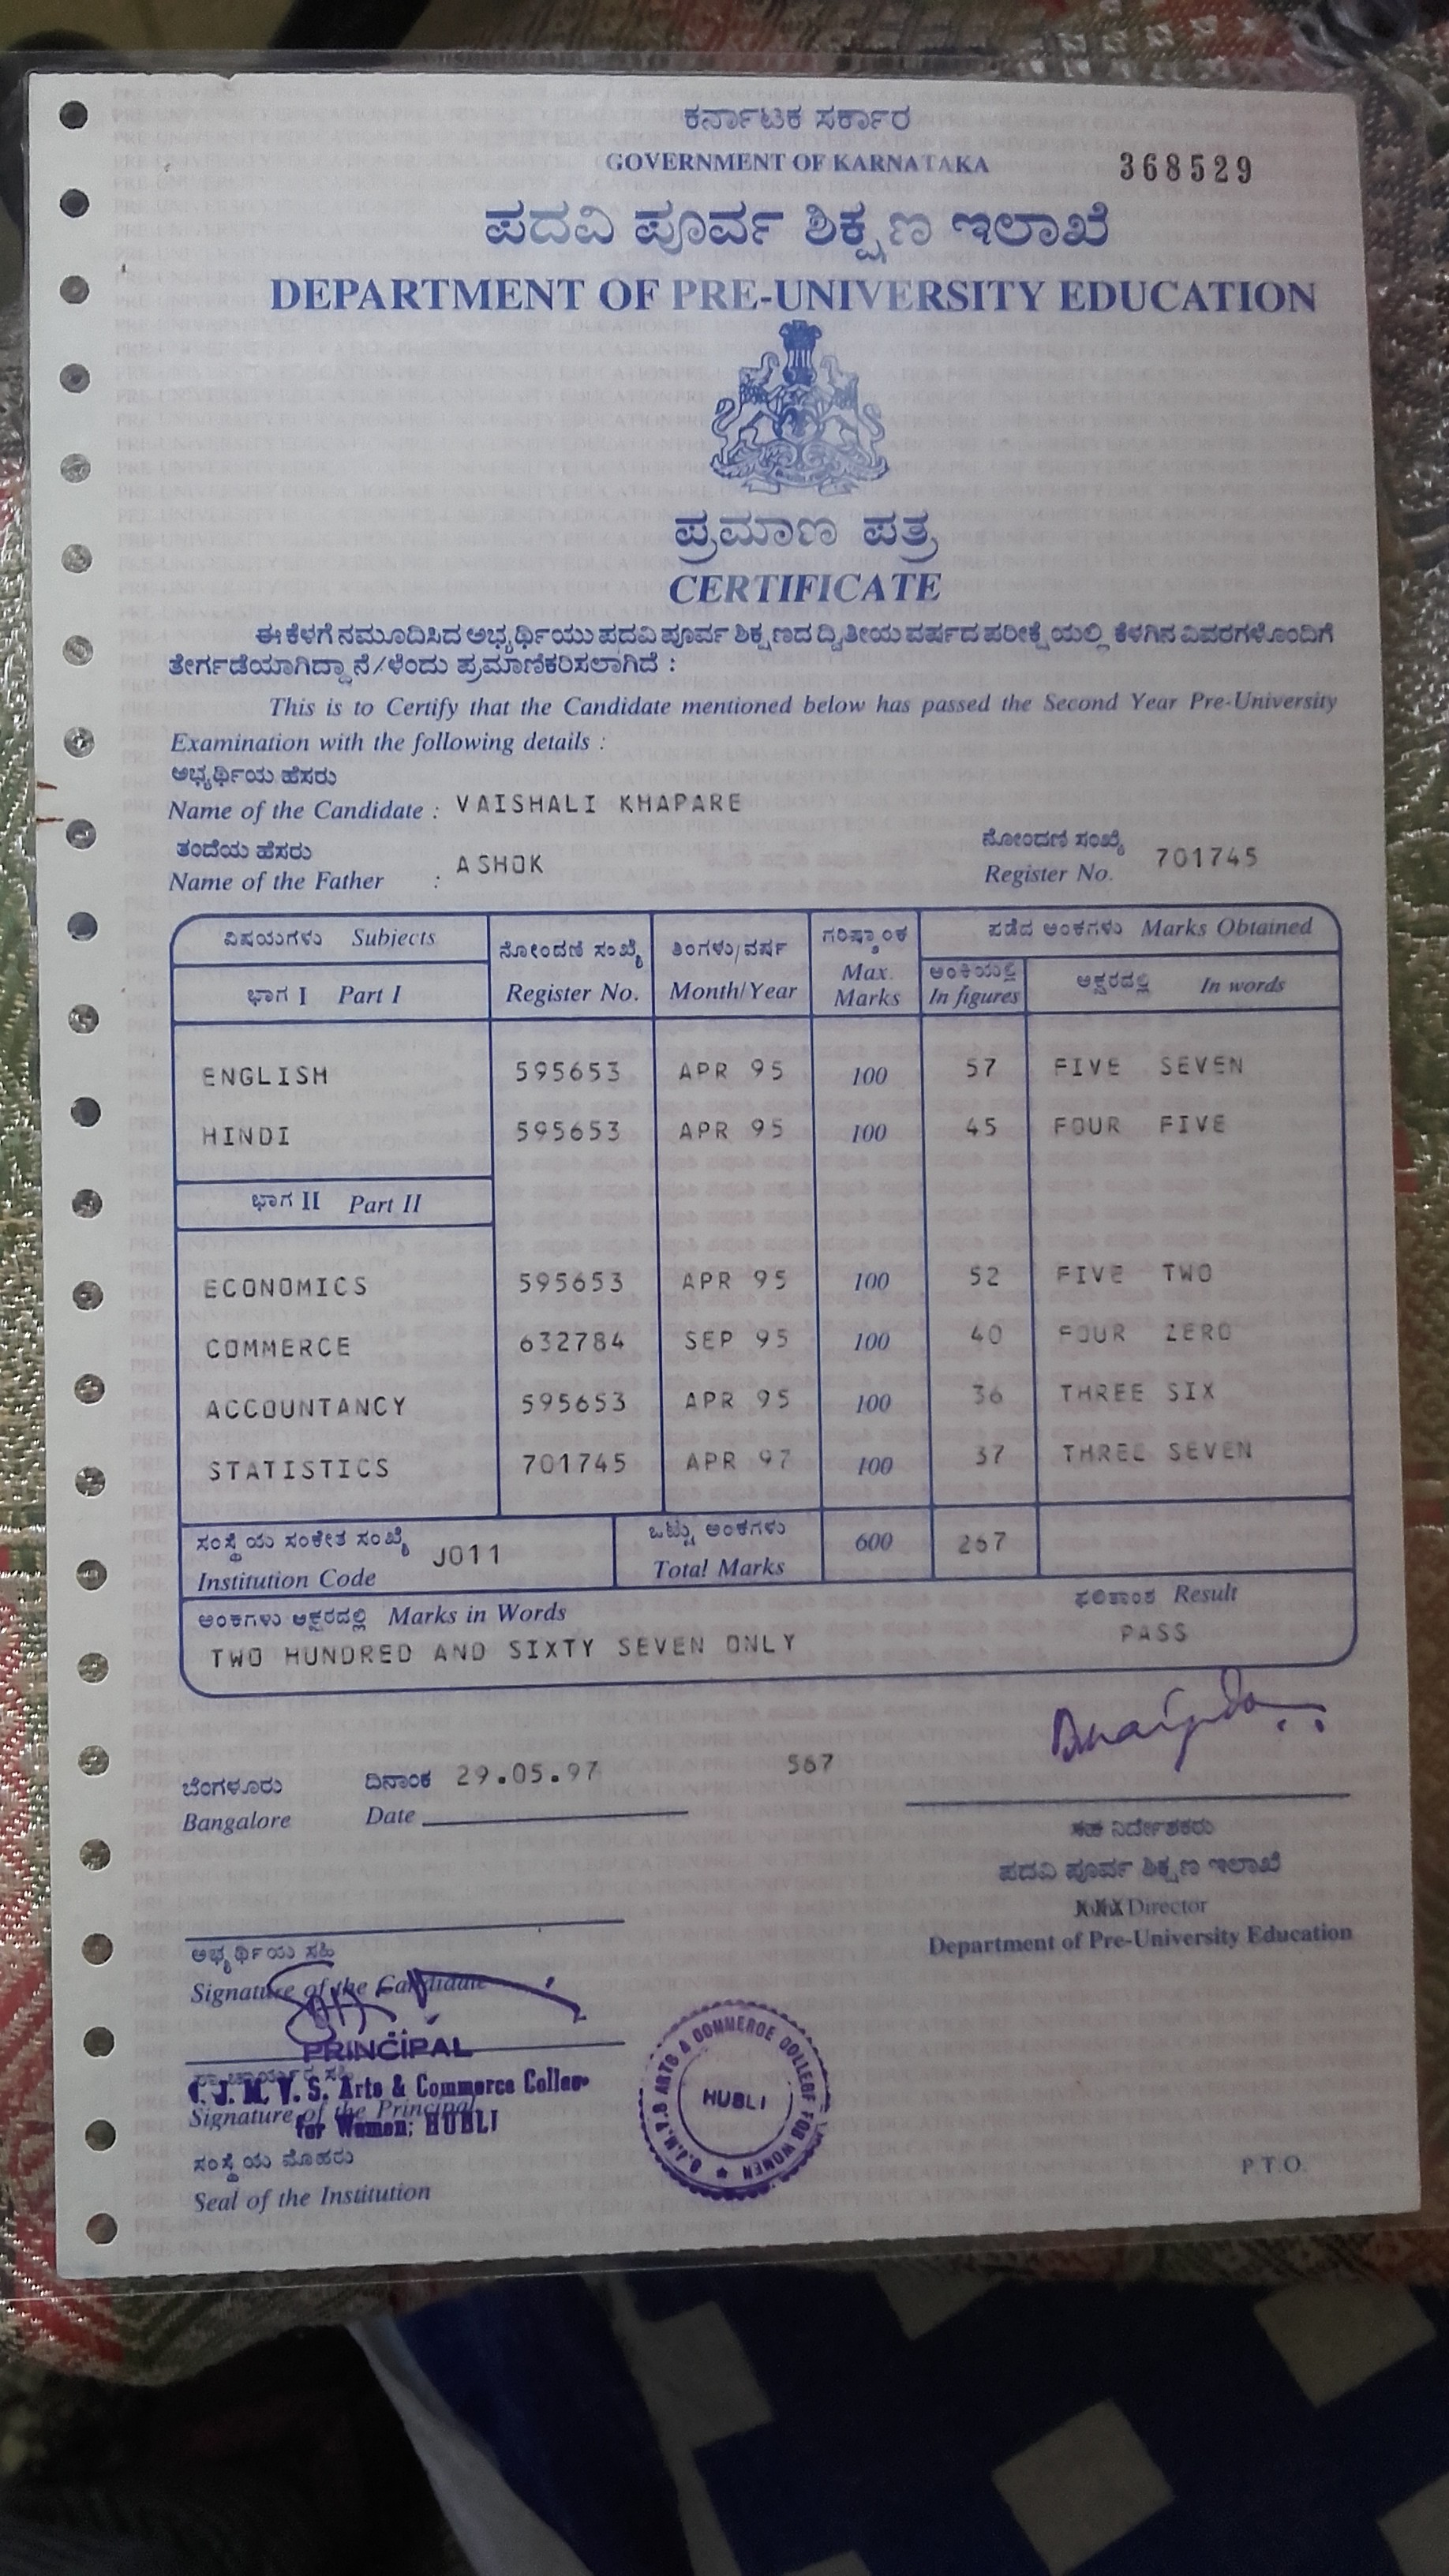 ಕರ್ನಾಟಕ ಸರ್ಕಾರ
GOVERNMENT OF KARNATAKA 368529
ಪದವಿ ಪೂರ್ವ ಶಿಕ್ಷಣ ಇಲಾಖೆ
DEPARTMENT OF PRE-UNIVERSITY EDUCATION
ಪ್ರಮಾಣ ಪತ್ರ
CERTIFICATE
ಈ ಕೆಳಗೆ ನಮೂದಿಸಿದ ಅಭ್ಯರ್ಥಿಯು ಪದವಿ ಪೂರ್ವ ಶಿಕ್ಷಣದ ದ್ವಿತೀಯ ವರ್ಷದ ಪರೀಕ್ಷೆಯಲ್ಲಿ ಕೆಳಗಿನ ವಿವರಗಳೊಂದಿಗೆ
ತೇರ್ಗಡೆಯಾಗಿದ್ದಾನೆ/ಳೆಂದು ಪ್ರಮಾಣಿಕರಿಸಲಾಗಿದೆ :
This is to Certify that the Candidate mentioned below has passed the Second Year Pre-University
Examination with the following details :
ಅಭ್ಯರ್ಥಿಯ ಹೆಸರು
Name of the Candidate : VAISHALI KHAPARE
ತಂದೆಯ ಹೆಸರು ನೋಂದಣಿ ಸಂಖ್ಯೆ
Name of the Father : ASHOK Register No. 701745
ವಿಷಯಗಳು Subjects ನೋಂದಣಿ ಸಂಖ್ಯೆ ತಿಂಗಳು/ವರ್ಷ ಗರಿಷ್ಠಾಂಕ ಪಡೆದ ಅಂಕಗಳು Marks Obtained
ಭಾಗ I Part I Register No. Month/Year Max. Marks ಅಂಕಿಯಲ್ಲಿ In figures ಅಕ್ಷರದಲ್ಲಿ In words
ENGLISH 595653 APR 95 100 57 FIVE SEVEN
HINDI 595653 APR 95 100 45 FOUR FIVE
ಭಾಗ II Part II
ECONOMICS 595653 APR 95 100 52 FIVE TWO
COMMERCE 632784 SEP 95 100 40 FOUR ZERO
ACCOUNTANCY 595653 APR 95 100 36 THREE SIX
STATISTICS 701745 APR 97 100 37 THREE SEVEN
ಸಂಸ್ಥೆಯ ಸಂಕೇತ ಸಂಖ್ಯೆ ಒಟ್ಟು ಅಂಕಗಳು
Institution Code J011 Total Marks 600 267
ಅಂಕಗಳು ಅಕ್ಷರದಲ್ಲಿ Marks in Words ಫಲಿತಾಂಶ Result
TWO HUNDRED AND SIXTY SEVEN ONLY PASS
ಬೆಂಗಳೂರು ದಿನಾಂಕ 29.05.97 567
Bangalore Date
ಸಹ ನಿರ್ದೇಶಕರು
ಪದವಿ ಪೂರ್ವ ಶಿಕ್ಷಣ ಇಲಾಖೆ
Director
Department of Pre-University Education
ಅಭ್ಯರ್ಥಿಯ ಸಹಿ
Signature of the Candidate
PRINCIPAL
J. M. V. S. Arts & Commerce College
Signature of the Principal
for Women; HUBLI
ಸಂಸ್ಥೆಯ ಮೊಹರು
Seal of the Institution
ARTS & COMMERCE COLLEGE FOR WOMEN
HUBLI
P.T.O.